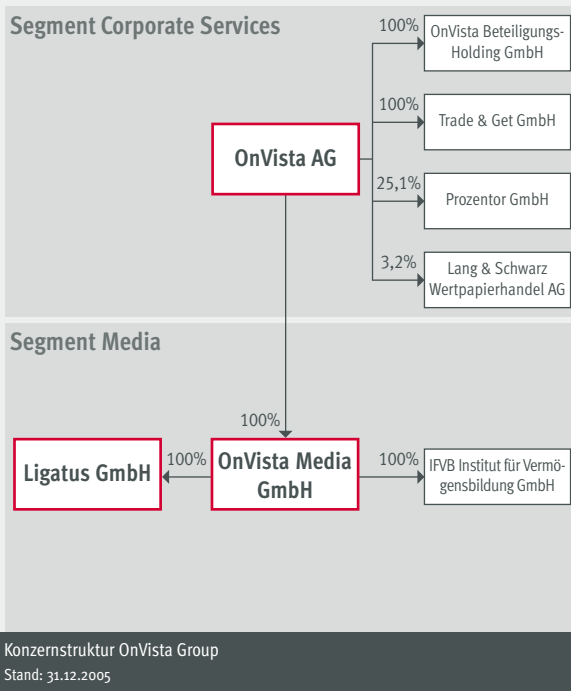 Segment Corporate Services
100%
OnVista Beteiligungs-
Holding GmbH
100%
Trade & Get GmbH
OnVista AG
25,1%
Prozentor GmbH
3,2%
Lang & Schwarz
Wertpapierhandel AG
Segment Media
100%
Ligatus GmbH
100%
OnVista Media
GmbH
100%
IFVB Institut für Vermö-
gensbildung GmbH
Konzernstruktur OnVista Group
Stand: 31.12.2005